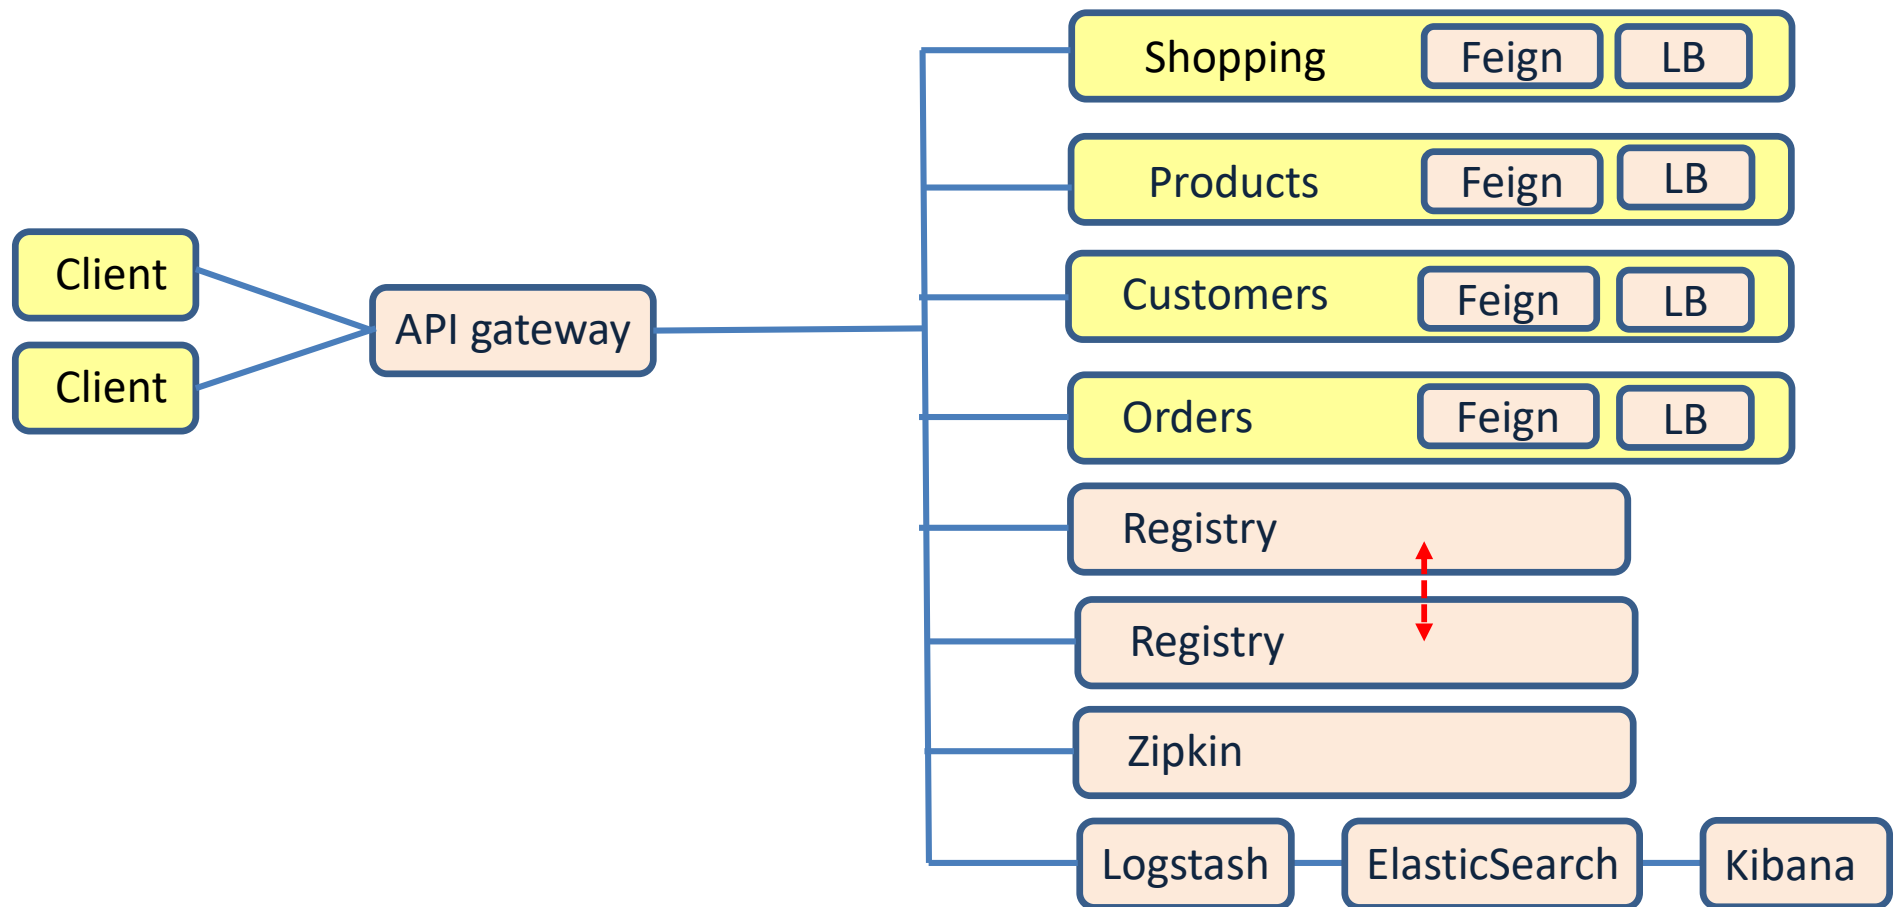 Shopping Feign LB
Products Feign LB
Client
Customers Feign LB
API gateway
Client
Orders Feign LB
Registry
Registry
Zipkin
Logstash ElasticSearch Kibana